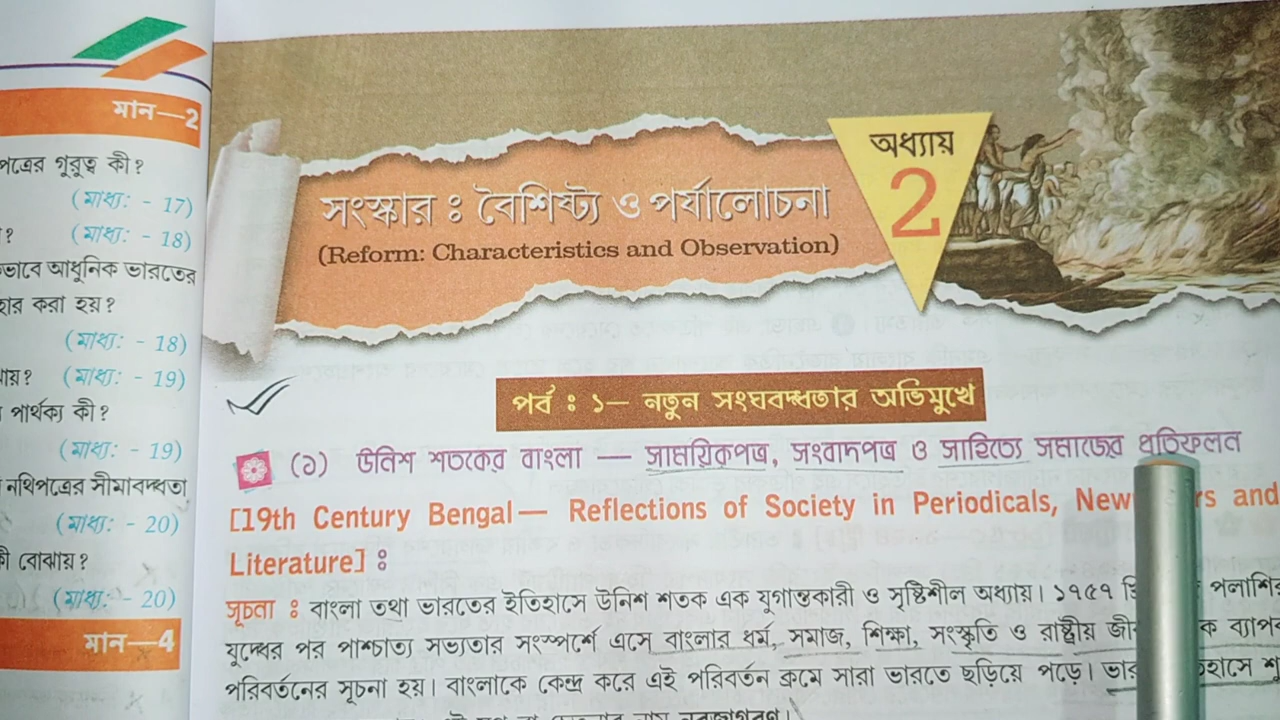 মান—2
পত্রের গুরুত্ব কী?
(মাধ্য: - 17)
? (মাধ্য: - 18)
ভাবে আধুনিক ভারতের
হার করা হয়?
(মাধ্য: - 18)
ায়? (মাধ্য: - 19)
পার্থক্য কী?
(মাধ্য: - 19)
নথিপত্রের সীমাবদ্ধতা
(মাধ্য: - 20)
কী বোঝায়?
(মাধ্য: - 20)
মান—4
অধ্যায়
2
সংস্কার : বৈশিষ্ট্য ও পর্যালোচনা
(Reform: Characteristics and Observation)
পর্ব : ১— নতুন সংঘবদ্ধতার অভিমুখে
(১) উনিশ শতকের বাংলা — সাময়িকপত্র, সংবাদপত্র ও সাহিত্যে সমাজের প্রতিফলন
[19th Century Bengal— Reflections of Society in Periodicals, New rs and
Literature] :
সূচনা : বাংলা তথা ভারতের ইতিহাসে উনিশ শতক এক যুগান্তকারী ও সৃষ্টিশীল অধ্যায়। ১৭৫৭ পলাশির
যুদ্ধের পর পাশ্চাত্য সভ্যতার সংস্পর্শে এসে বাংলার ধর্ম, সমাজ, শিক্ষা, সংস্কৃতি ও রাষ্ট্রীয় জী ক ব্যাপক
পরিবর্তনের সূচনা হয়। বাংলাকে কেন্দ্র করে এই পরিবর্তন ক্রমে সারা ভারতে ছড়িয়ে পড়ে। ভার হাসে শু
নবজাগরণ।